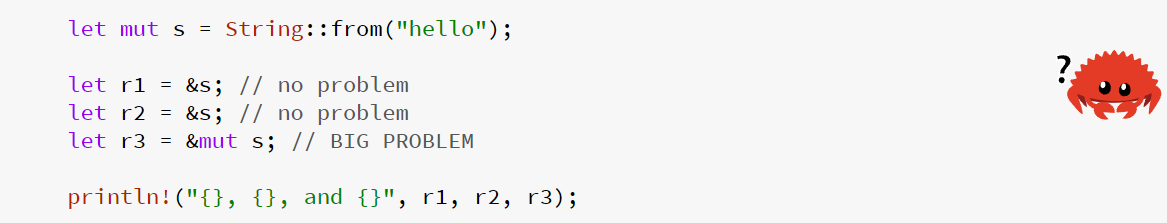 let mut s = String::from("hello");
let r1 = &s; // no problem
let r2 = &s; // no problem
let r3 = &mut s; // BIG PROBLEM
println!("{}, {}, and {}", r1, r2, r3);
?